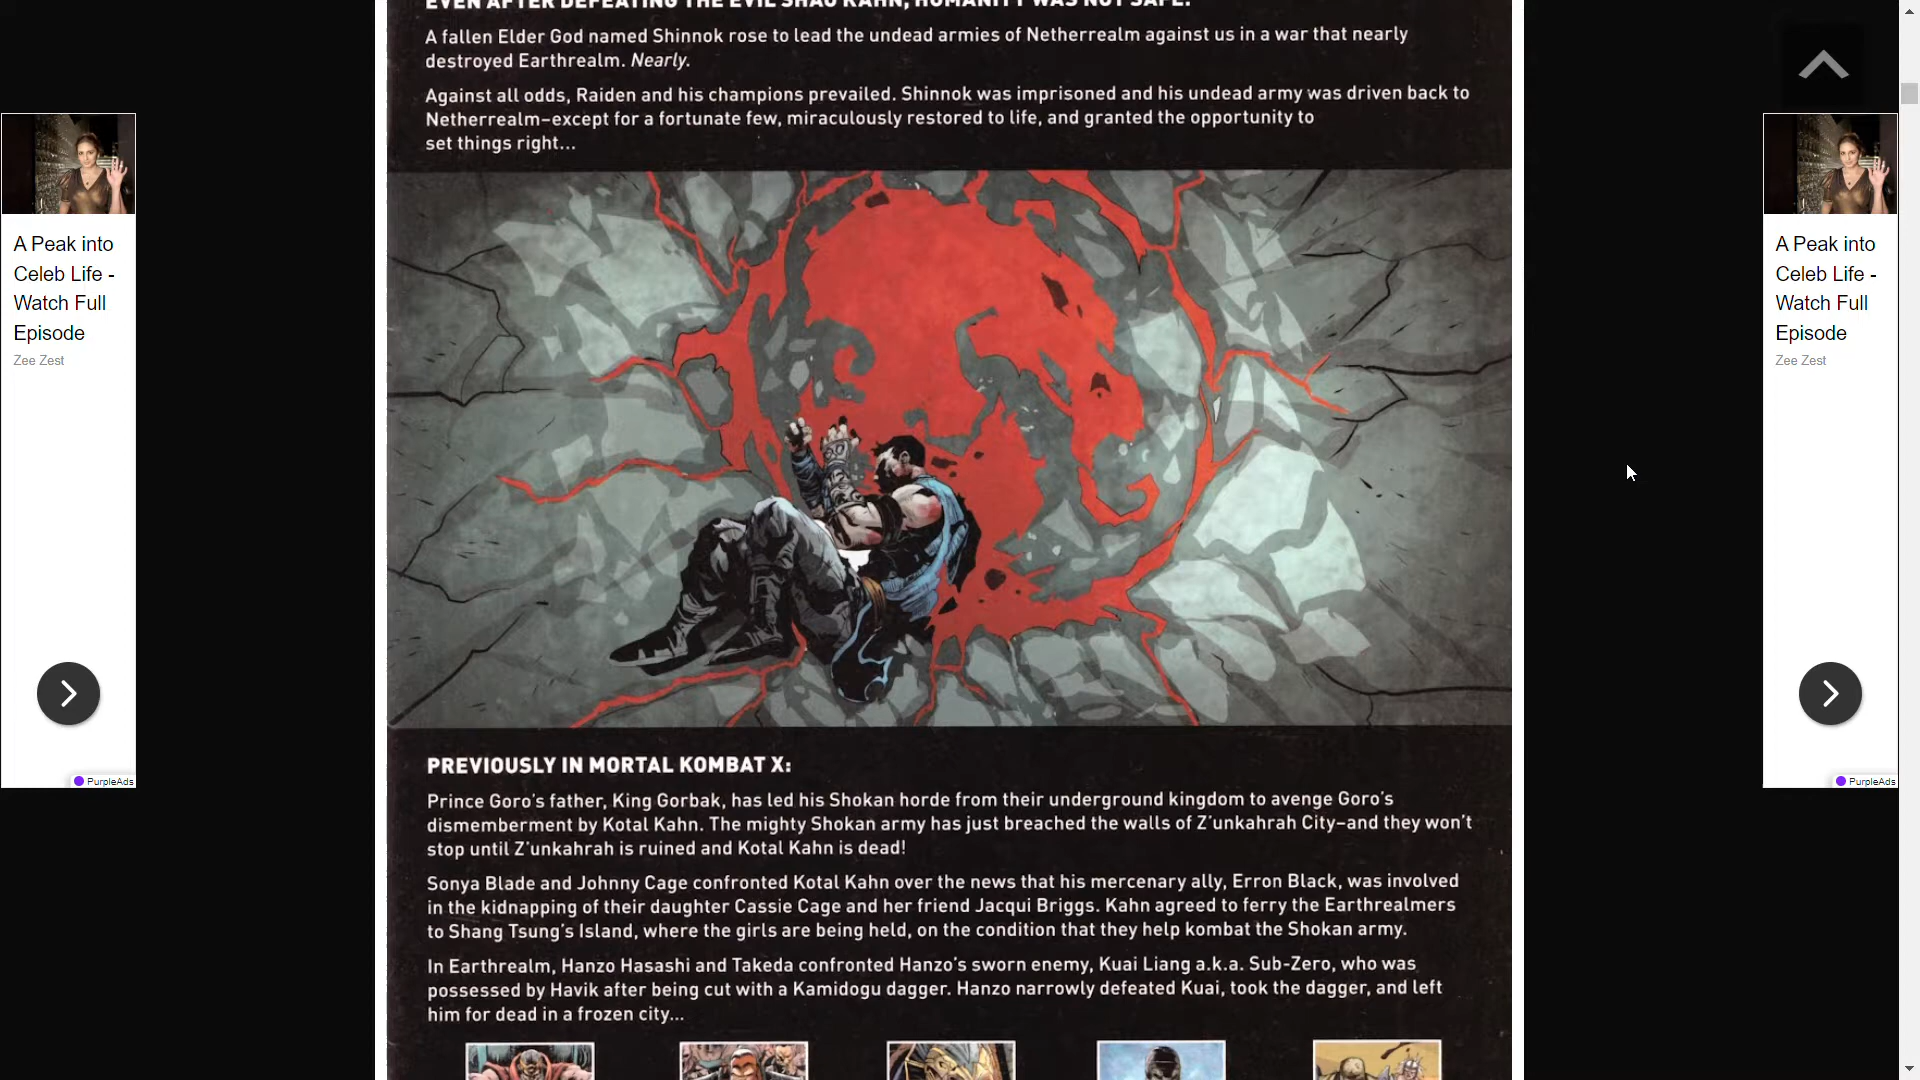 EVEN AFTER DEFEATING THE EVIL SHAO KAHN, HUMANITY WAS NOT SAFE.
A fallen Elder God named Shinnok rose to lead the undead armies of Netherrealm against us in a war that nearly
destroyed Earthrealm. Nearly.
Against all odds, Raiden and his champions prevailed. Shinnok was imprisoned and his undead army was driven back to
Netherrealm–except for a fortunate few, miraculously restored to life, and granted the opportunity to
set things right...
A Peak into
Celeb Life -
Watch Full
Episode
Zee Zest
PurpleAds
A Peak into
Celeb Life -
Watch Full
Episode
Zee Zest
PurpleAds
PREVIOUSLY IN MORTAL KOMBAT X:
Prince Goro's father, King Gorbak, has led his Shokan horde from their underground kingdom to avenge Goro's
dismemberment by Kotal Kahn. The mighty Shokan army has just breached the walls of Z'unkahrah City–and they won't
stop until Z'unkahrah is ruined and Kotal Kahn is dead!
Sonya Blade and Johnny Cage confronted Kotal Kahn over the news that his mercenary ally, Erron Black, was involved
in the kidnapping of their daughter Cassie Cage and her friend Jacqui Briggs. Kahn agreed to ferry the Earthrealmers
to Shang Tsung's Island, where the girls are being held, on the condition that they help kombat the Shokan army.
In Earthrealm, Hanzo Hasashi and Takeda confronted Hanzo's sworn enemy, Kuai Liang a.k.a. Sub-Zero, who was
possessed by Havik after being cut with a Kamidogu dagger. Hanzo narrowly defeated Kuai, took the dagger, and left
him for dead in a frozen city...